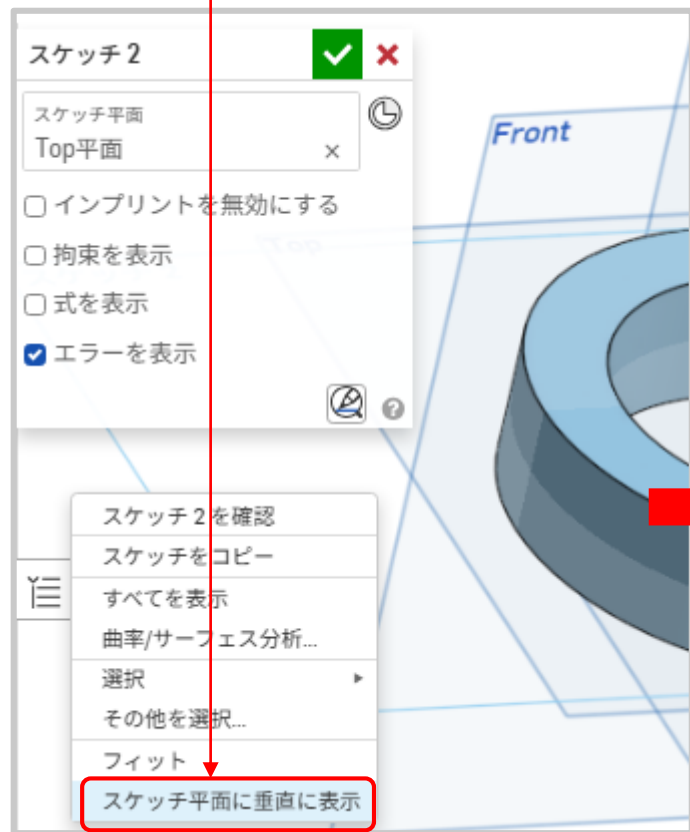 スケッチ 2
スケッチ平面
Top平面
インプリントを無効にする
拘束を表示
式を表示
エラーを表示
Front
Top
スケッチ 2 を確認
スケッチをコピー
すべてを表示
曲率/サーフェス分析...
選択
その他を選択...
フィット
スケッチ平面に垂直に表示